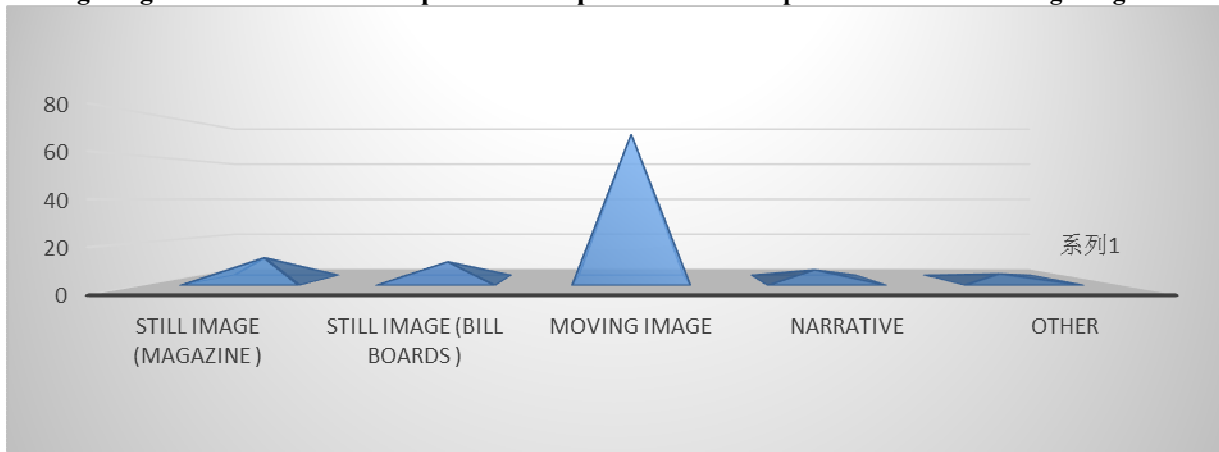 80
60
40
20
0
系列1
STILL IMAGE
(MAGAZINE )
STILL IMAGE (BILL
BOARDS )
MOVING IMAGE
NARRATIVE
OTHER